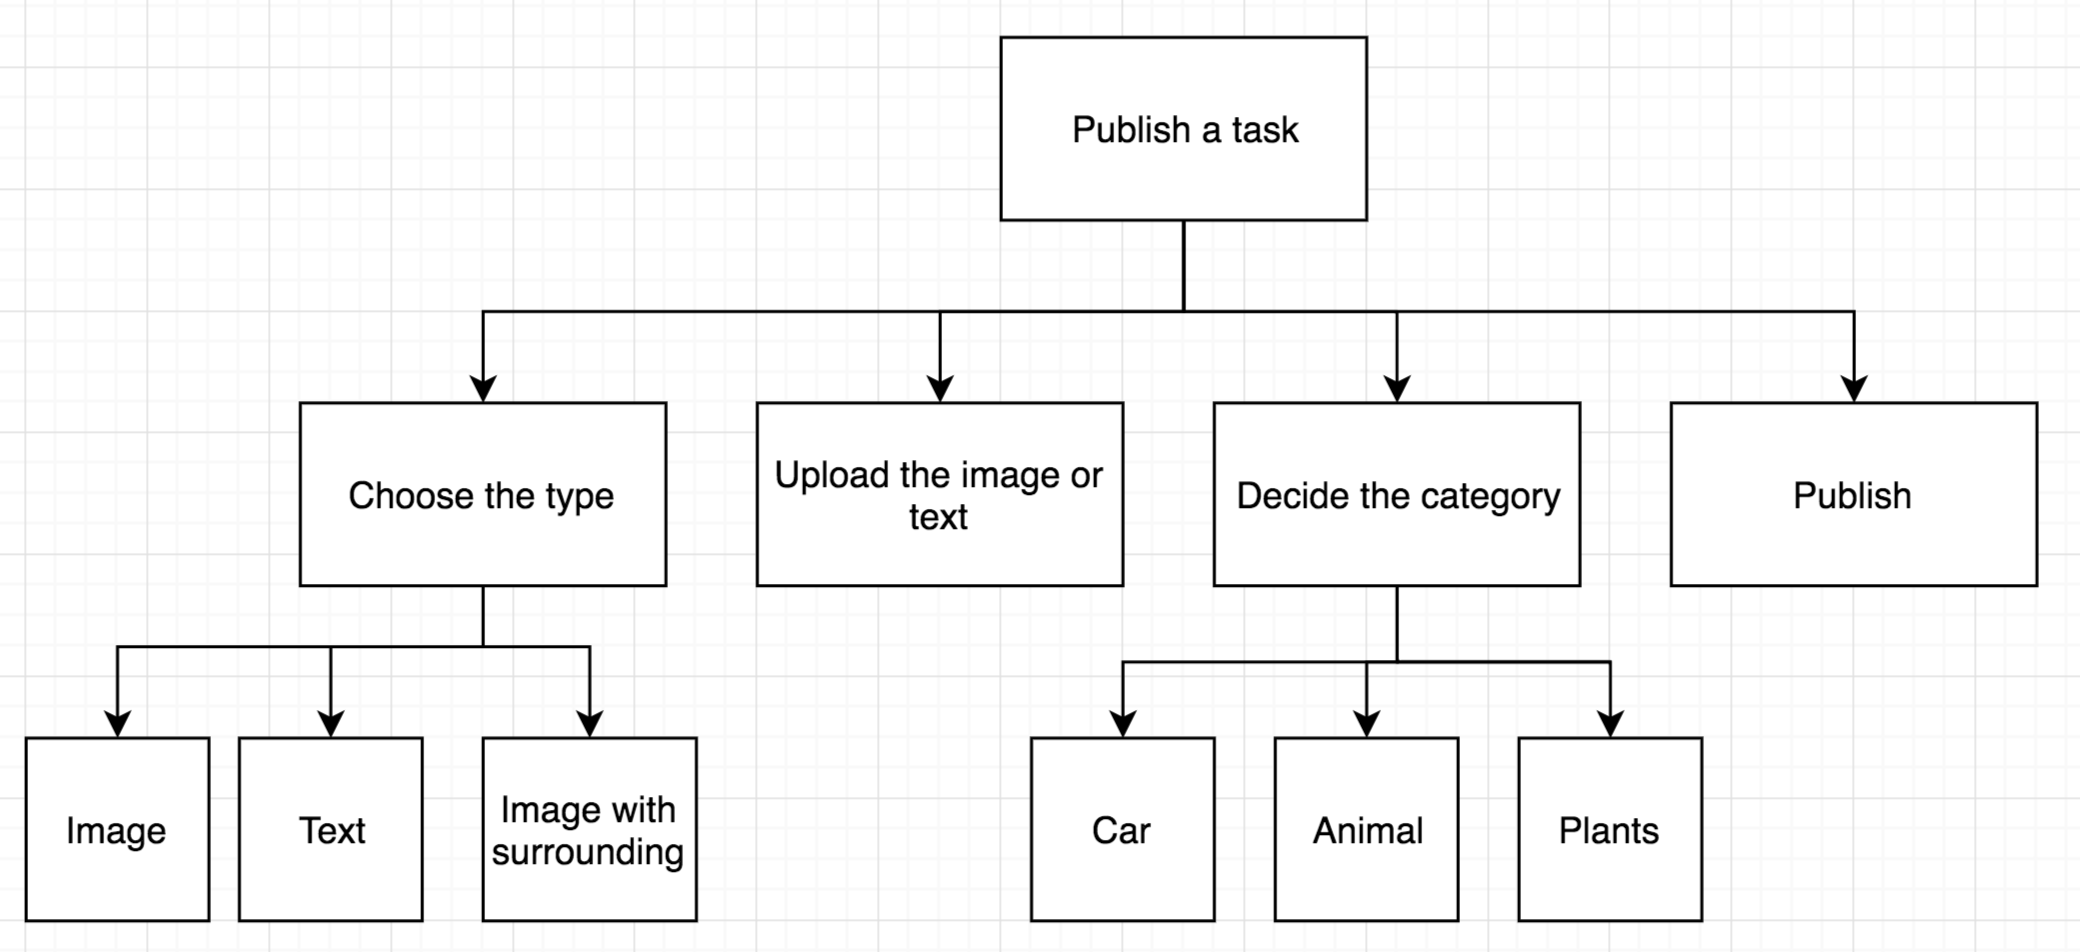 Publish a task
Choose the type
Upload the image or
text
Decide the category
Publish
Image
Text
Image with
surrounding
Car
Animal
Plants